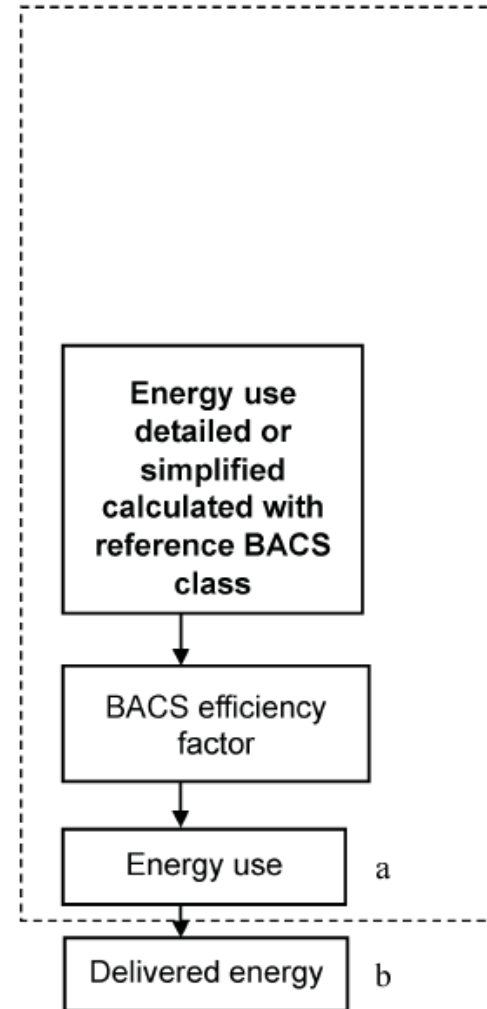 Energy use
detailed or
simplified
calculated with
reference BACS
class
BACS efficiency
factor
Energy use
a
Delivered energy
b